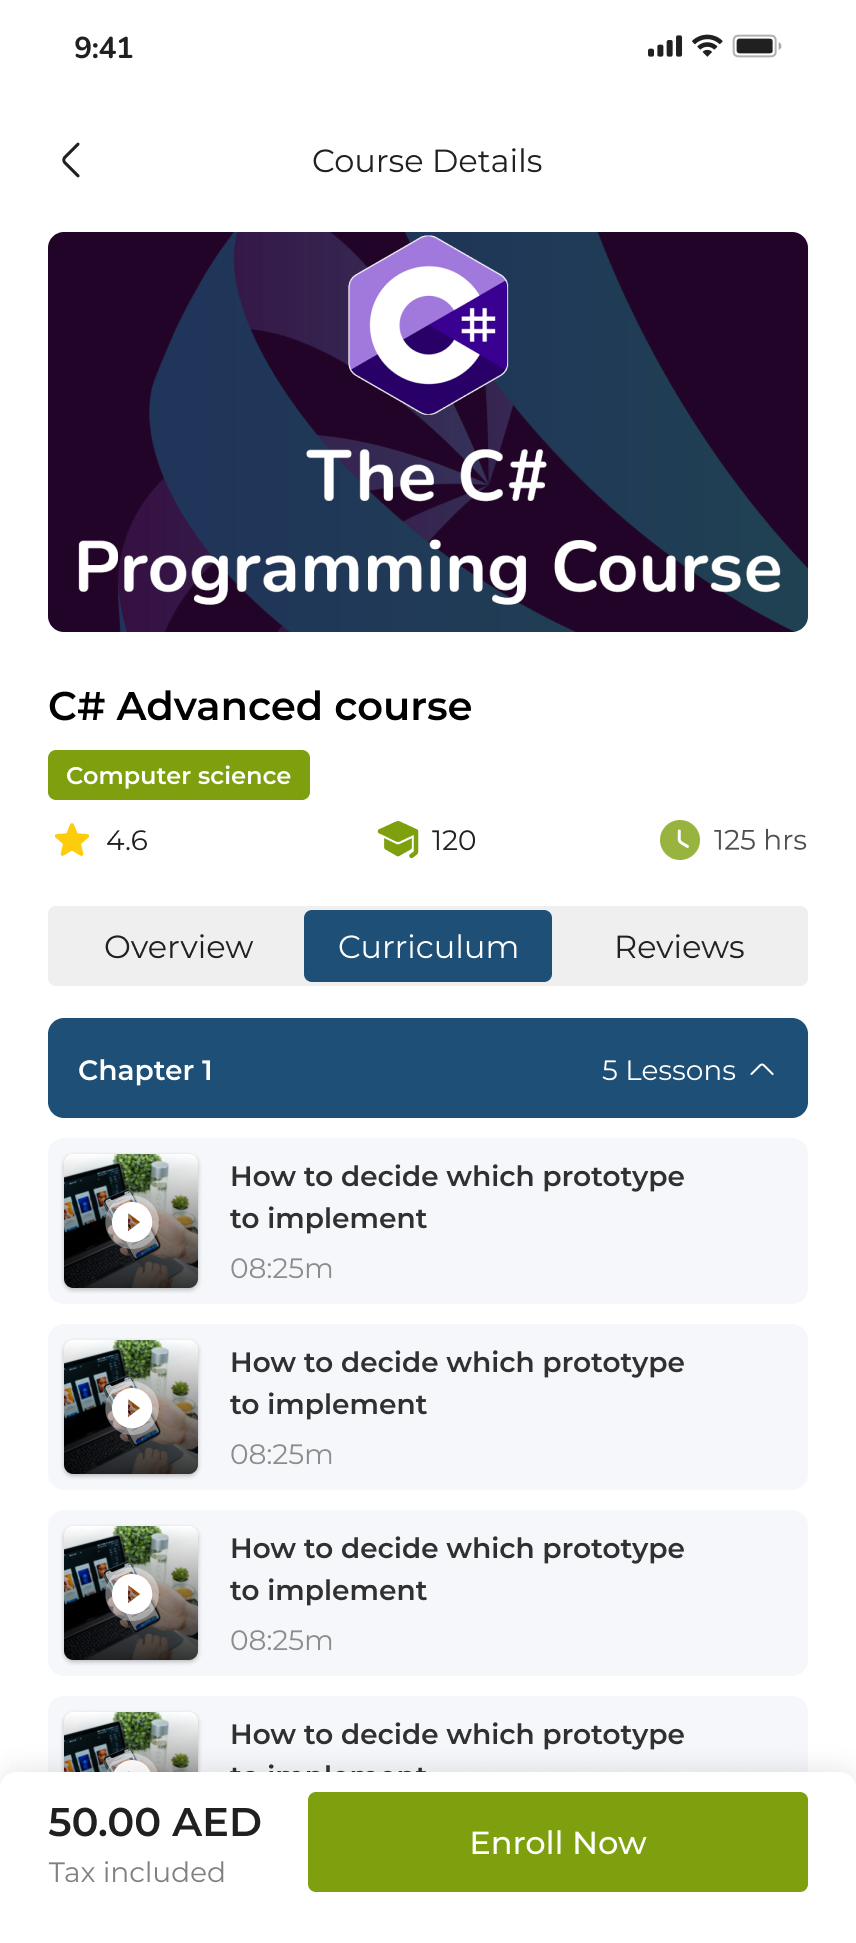 9:41
Course Details
C#
The C#
Programming Course
C# Advanced course
Computer science
4.6
120
125 hrs
Overview
Curriculum
Reviews
Chapter 1
5 Lessons
How to decide which prototype
to implement
08:25m
How to decide which prototype
to implement
08:25m
How to decide which prototype
to implement
08:25m
How to decide which prototype
to implement
50.00 AED
Tax included
Enroll Now